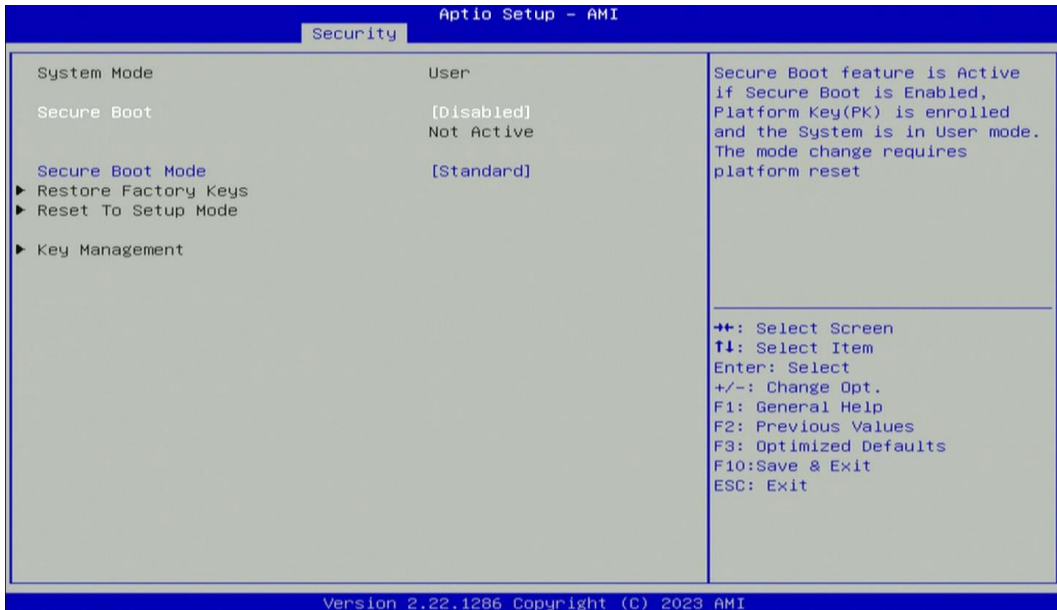 Aptio Setup – AMI
Security
System Mode User
Secure Boot [Disabled]
Not Active
Secure Boot Mode [Standard]
▶ Restore Factory Keys
▶ Reset To Setup Mode
▶ Key Management
Secure Boot feature is Active
if Secure Boot is Enabled,
Platform Key(PK) is enrolled
and the System is in User mode.
The mode change requires
platform reset
→←: Select Screen
↑↓: Select Item
Enter: Select
+/-: Change Opt.
F1: General Help
F2: Previous Values
F3: Optimized Defaults
F10:Save & Exit
ESC: Exit
Version 2.22.1286 Copyright (C) 2023 AMI